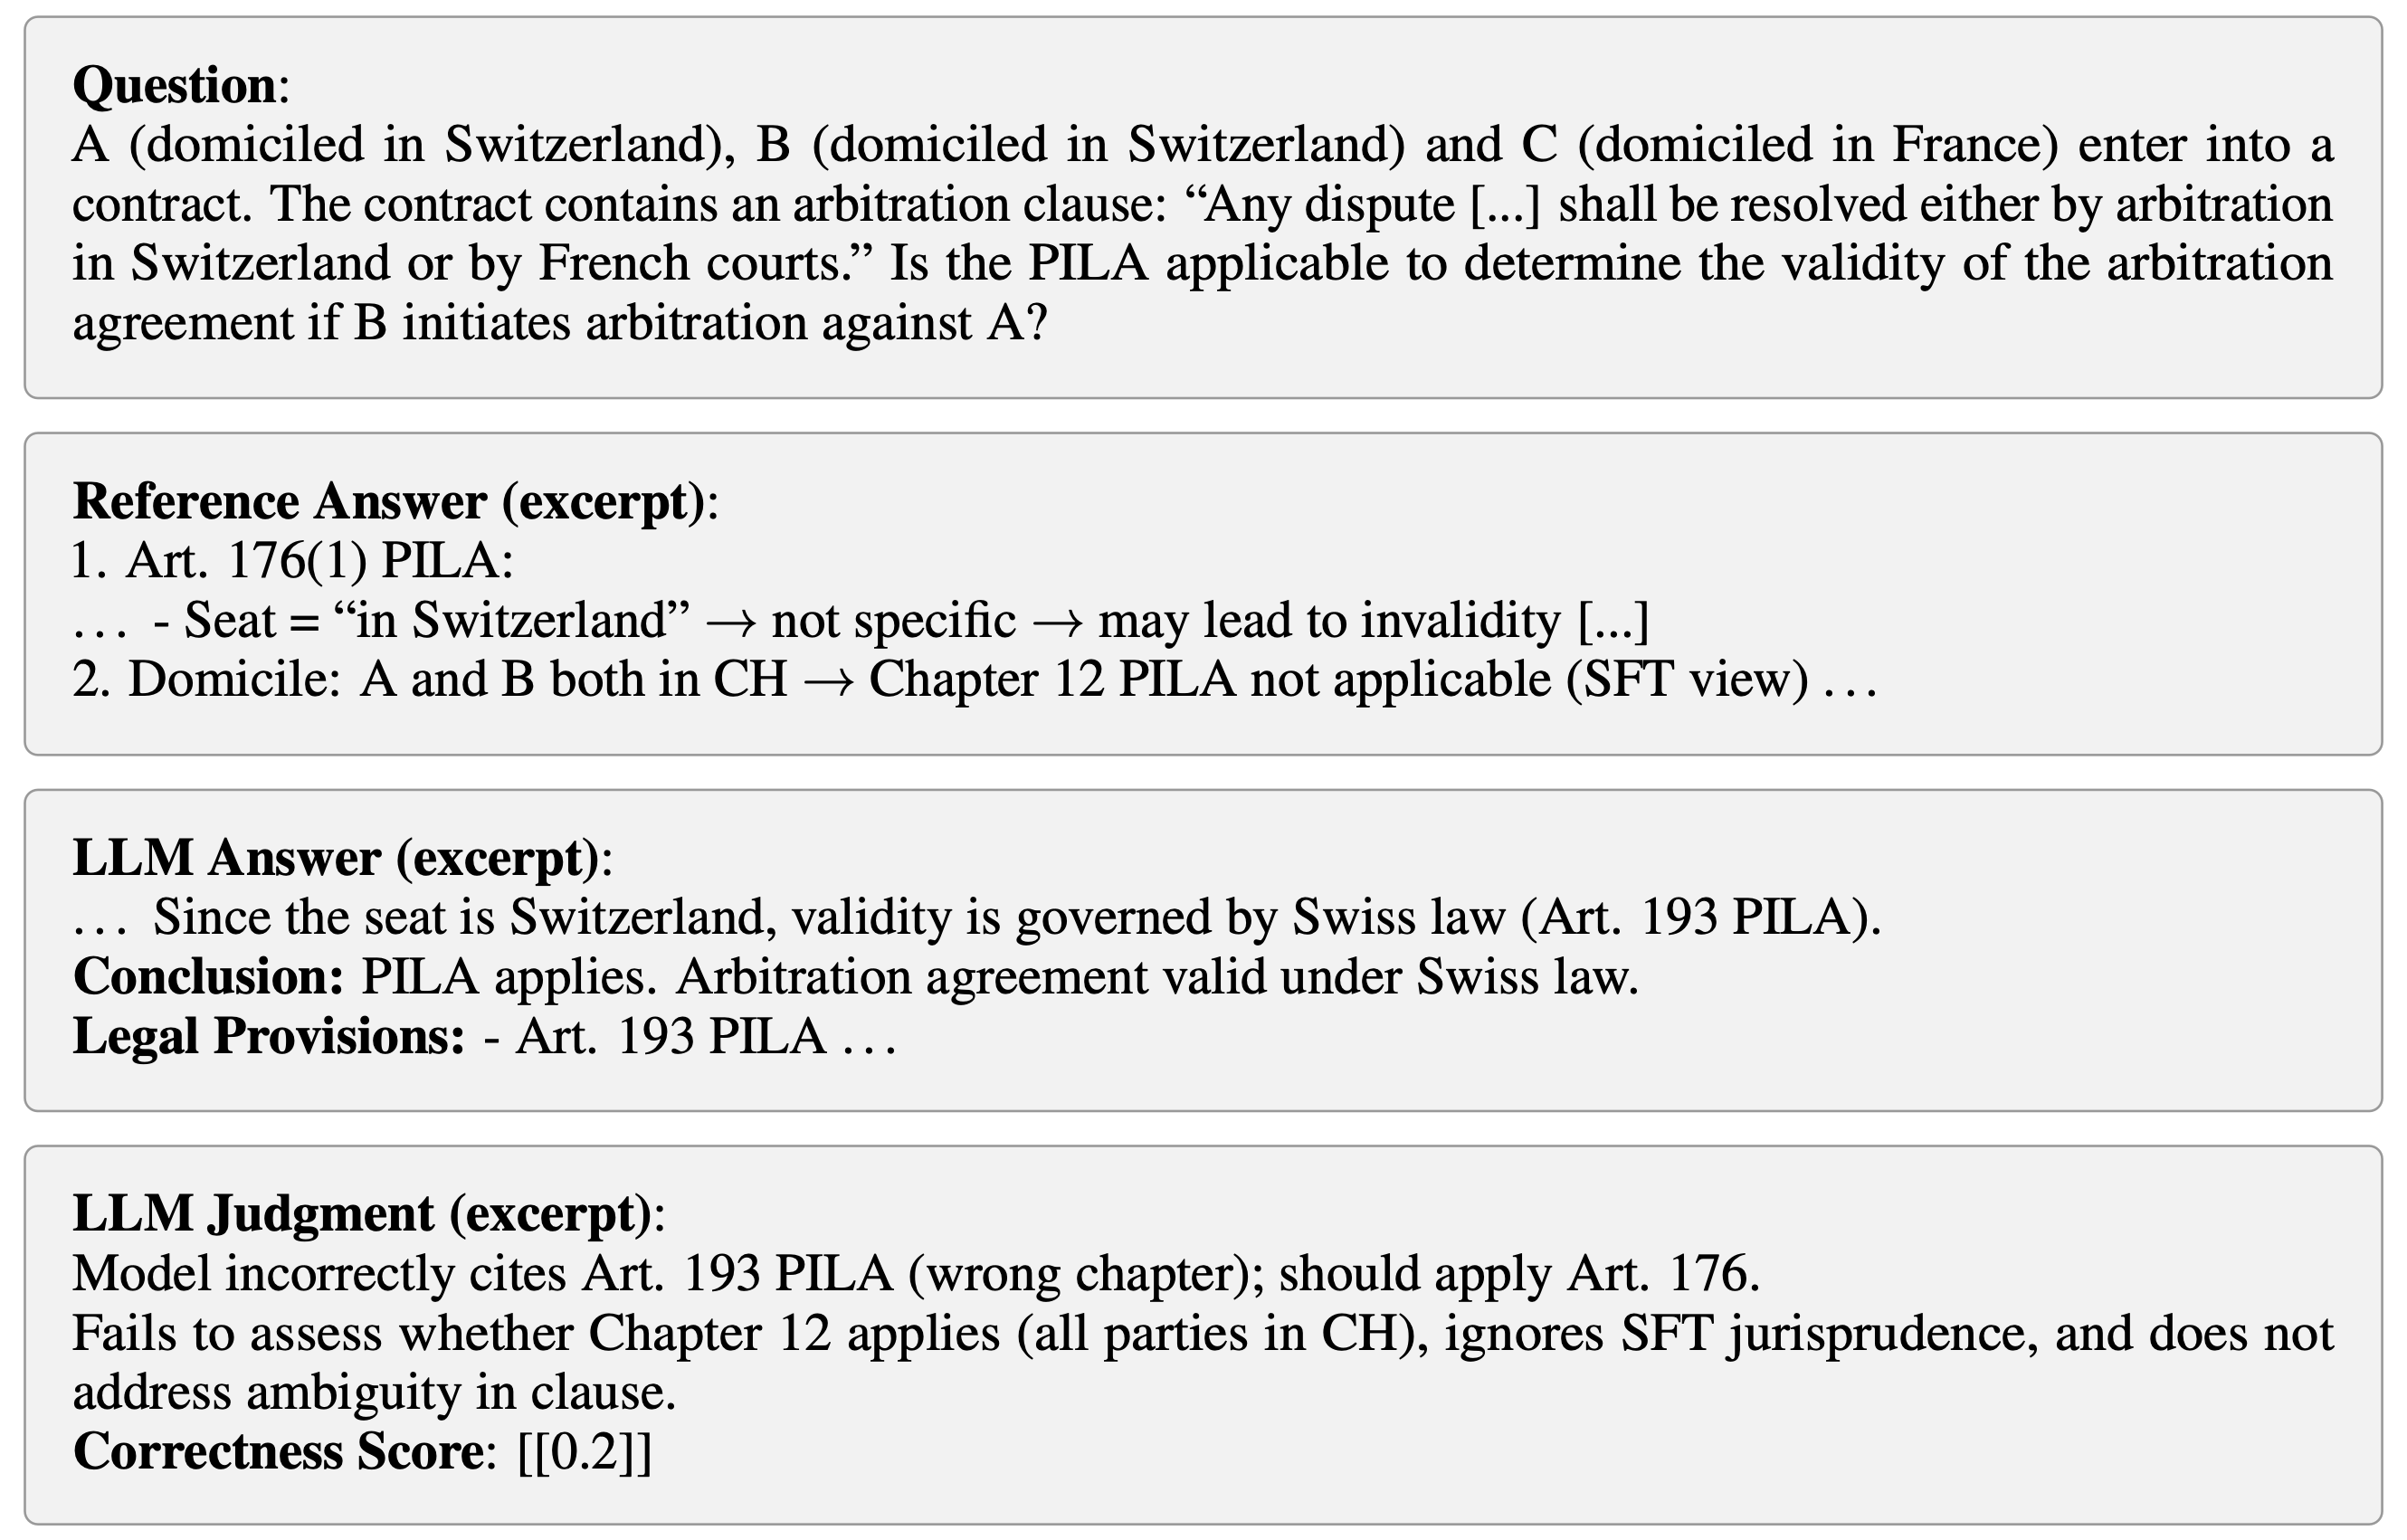 Question:
A (domiciled in Switzerland), B (domiciled in Switzerland) and C (domiciled in France) enter into a
contract. The contract contains an arbitration clause: “Any dispute [...] shall be resolved either by arbitration
in Switzerland or by French courts.” Is the PILA applicable to determine the validity of the arbitration
agreement if B initiates arbitration against A?
Reference Answer (excerpt):
1. Art. 176(1) PILA:
... - Seat = “in Switzerland” → not specific → may lead to invalidity [...]
2. Domicile: A and B both in CH → Chapter 12 PILA not applicable (SFT view) ...
LLM Answer (excerpt):
... Since the seat is Switzerland, validity is governed by Swiss law (Art. 193 PILA).
Conclusion: PILA applies. Arbitration agreement valid under Swiss law.
Legal Provisions: - Art. 193 PILA ...
LLM Judgment (excerpt):
Model incorrectly cites Art. 193 PILA (wrong chapter); should apply Art. 176.
Fails to assess whether Chapter 12 applies (all parties in CH), ignores SFT jurisprudence, and does not
address ambiguity in clause.
Correctness Score: [[0.2]]